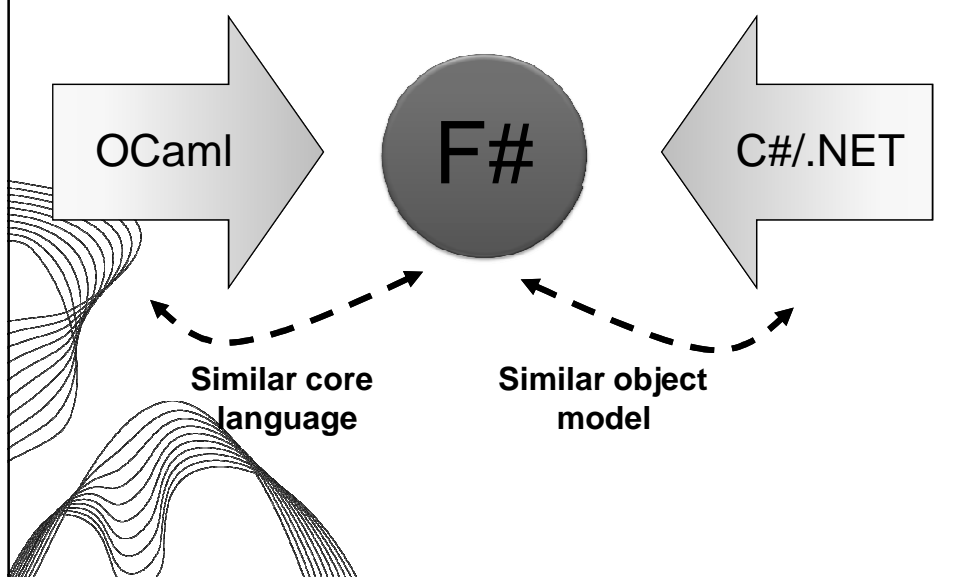 OCaml
F#
C#/.NET
Similar core
language
Similar object
model